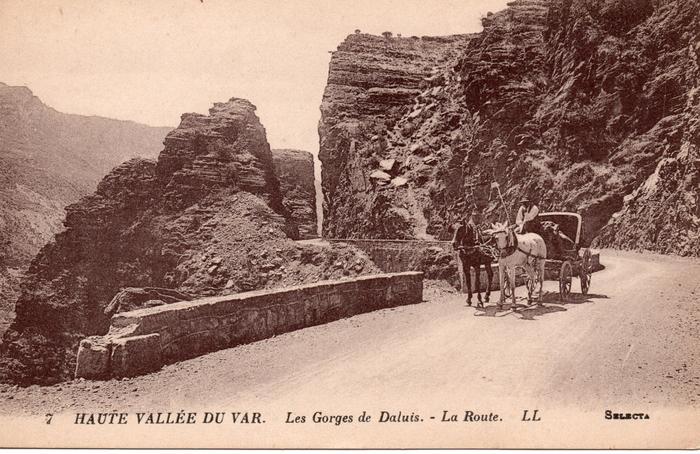 7 HAUTE VALLÉE DU VAR. Les Gorges de Daluis. - La Route. LL SELECTA